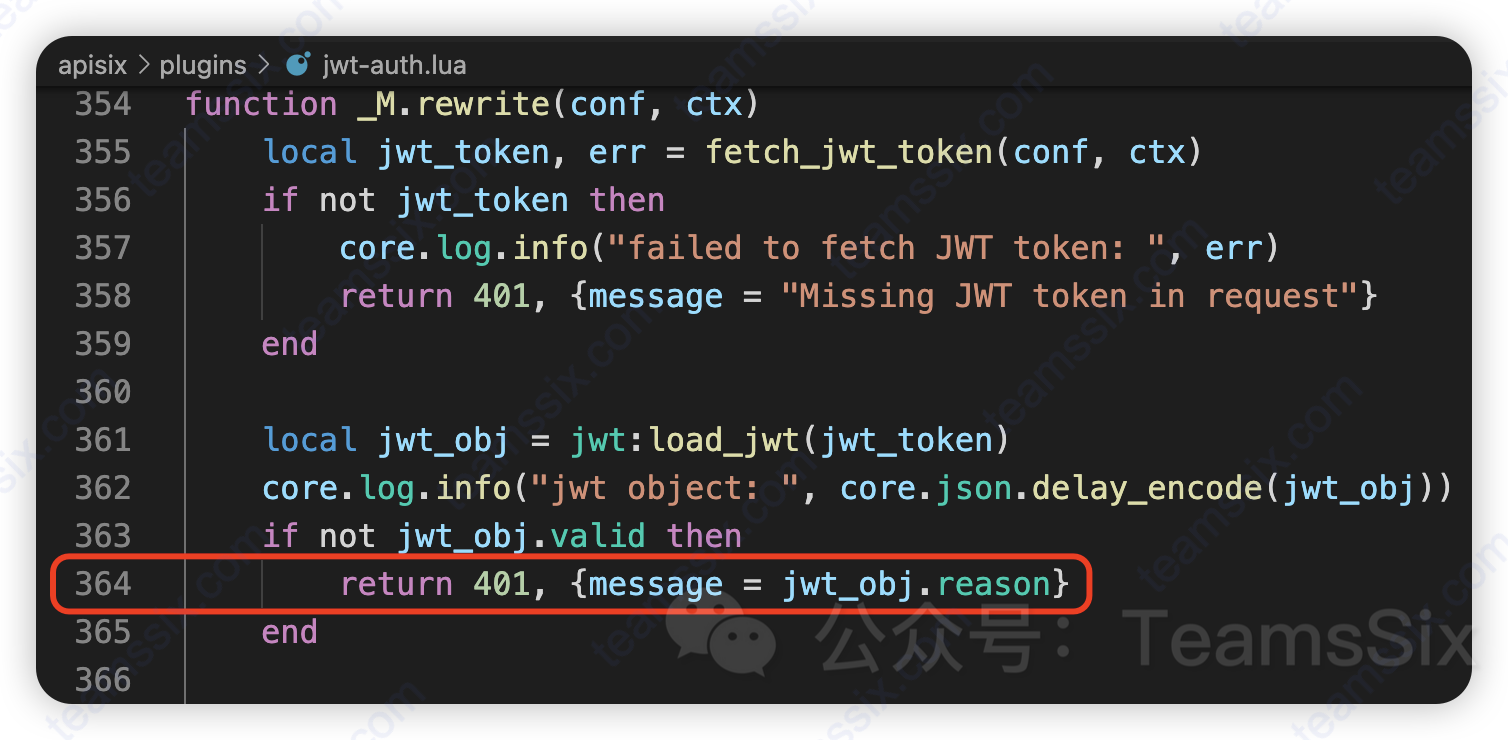 apisix > plugins > jwt-auth.lua
354 function _M.rewrite(conf, ctx)
355     local jwt_token, err = fetch_jwt_token(conf, ctx)
356     if not jwt_token then
357         core.log.info("failed to fetch JWT token: ", err)
358         return 401, {message = "Missing JWT token in request"}
359     end
360
361     local jwt_obj = jwt:load_jwt(jwt_token)
362     core.log.info("jwt object: ", core.json.delay_encode(jwt_obj))
363     if not jwt_obj.valid then
364         return 401, {message = jwt_obj.reason}
365     end
366
公众号：TeamsSix
teamssix.com